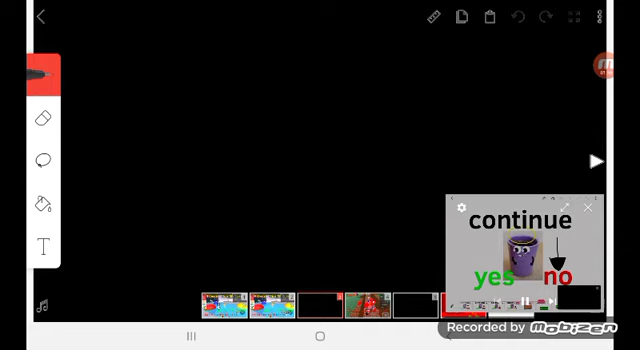 T
continue
yes no
Recorded by mobizen